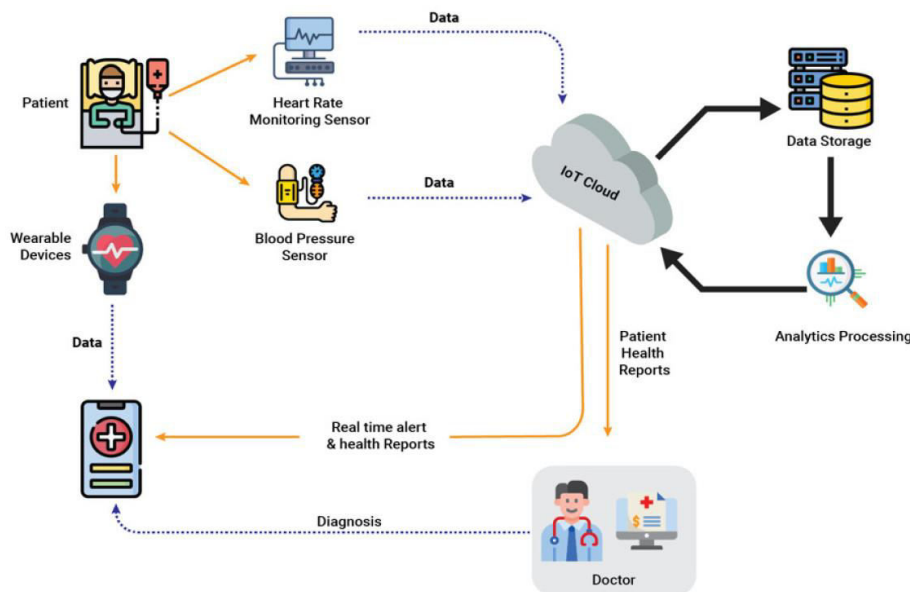 Data
Patient
Heart Rate
Monitoring Sensor
Data Storage
IoT Cloud
Data
Wearable
Devices
Blood Pressure
Sensor
Analytics Processing
Data
Patient
Health
Reports
Real time alert
& health Reports
Diagnosis
$
Doctor